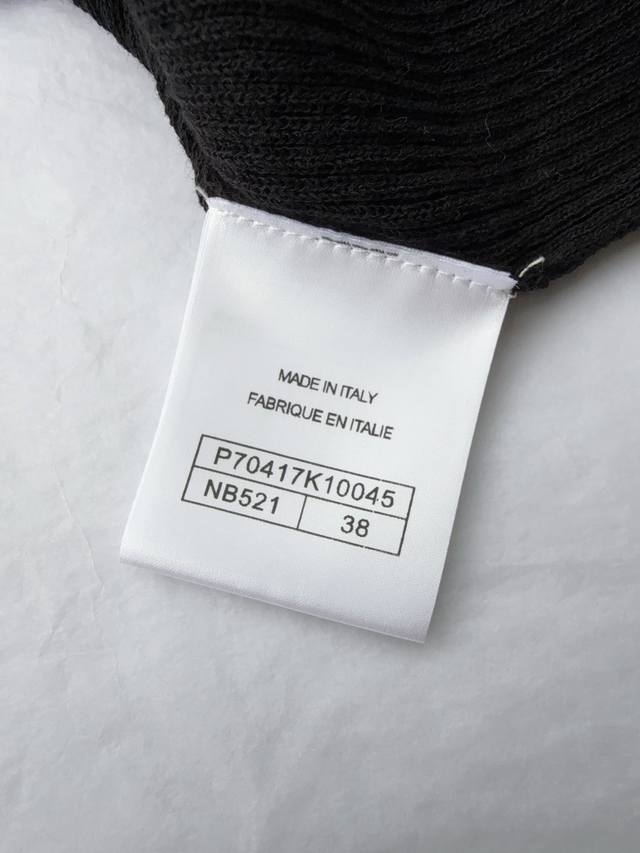 MADE IN ITALY
FABRIQUE EN ITALIE
P70417K10045
NB521 38